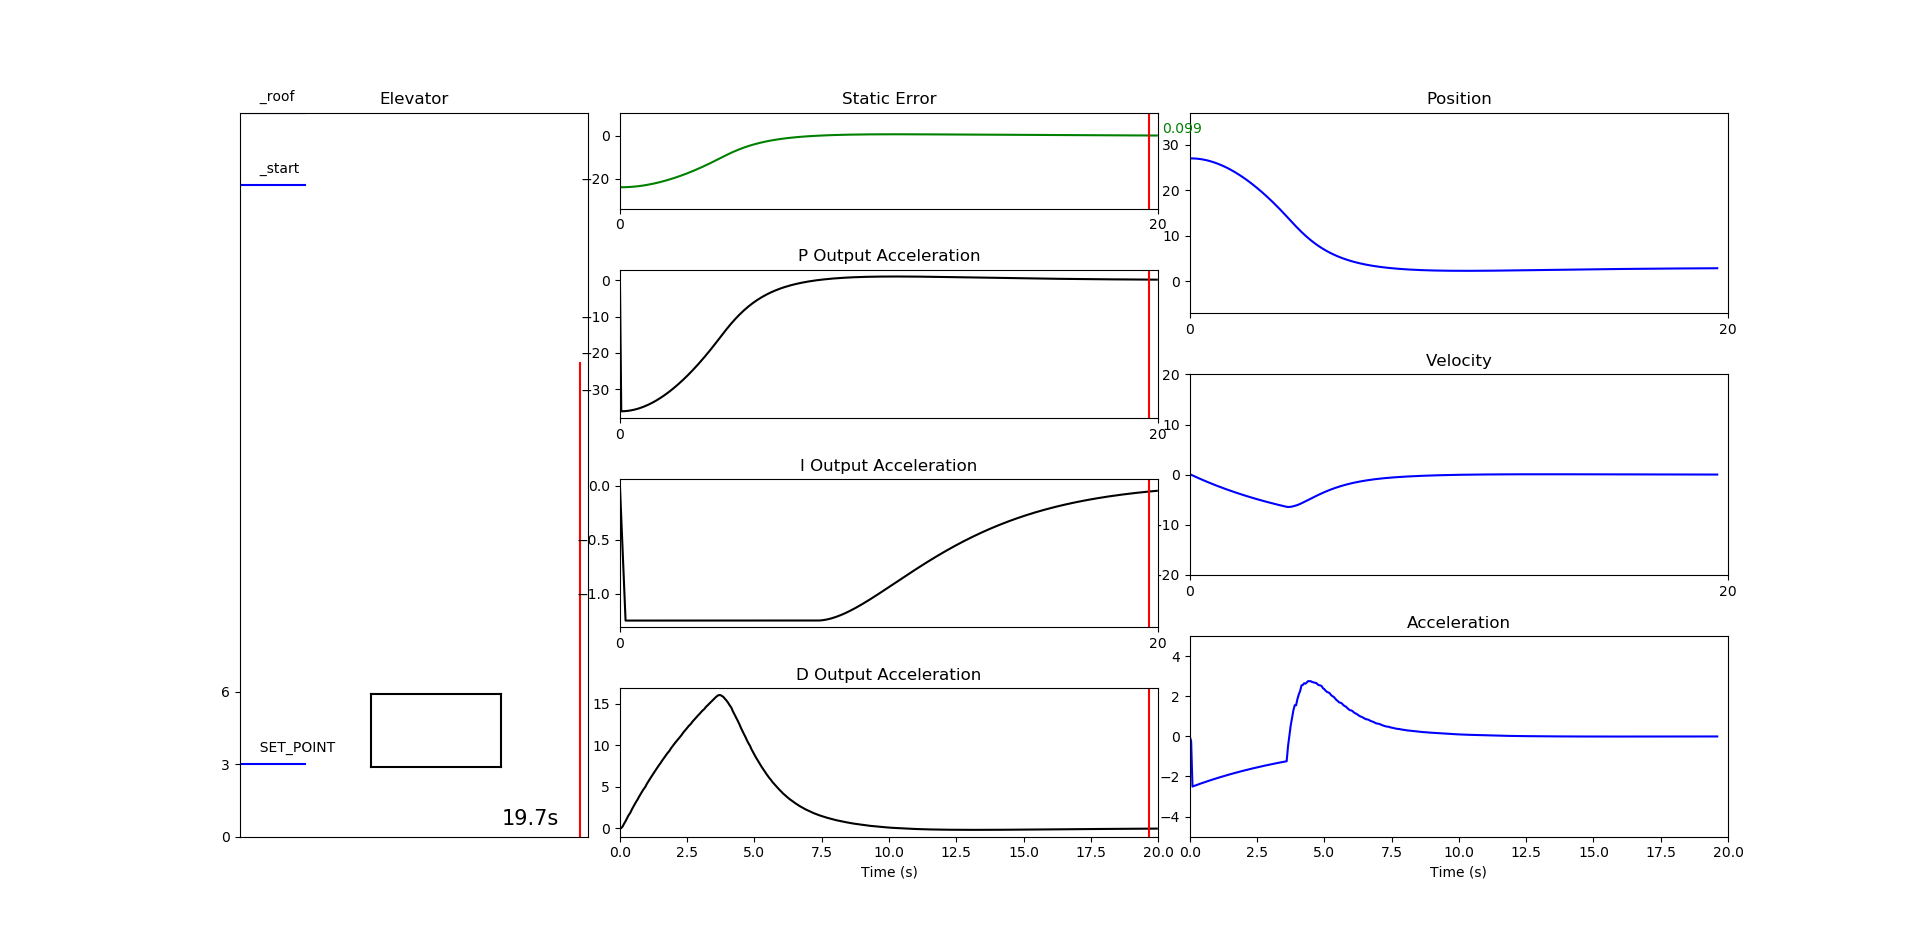 _roof
Elevator
_start
6
SET_POINT
3
19.7s
0
Static Error
0
−20
0.099
0 20
P Output Acceleration
0
−10
−20
−30
0 20
I Output Acceleration
0.0
−0.5
−1.0
0 20
D Output Acceleration
15
10
5
0
0.0 2.5 5.0 7.5 10.0 12.5 15.0 17.5 20.0
Time (s)
Position
30
20
10
0
0 20
Velocity
20
10
0
-10
-20
0 20
Acceleration
4
2
0
−2
−4
0.0 2.5 5.0 7.5 10.0 12.5 15.0 17.5 20.0
Time (s)